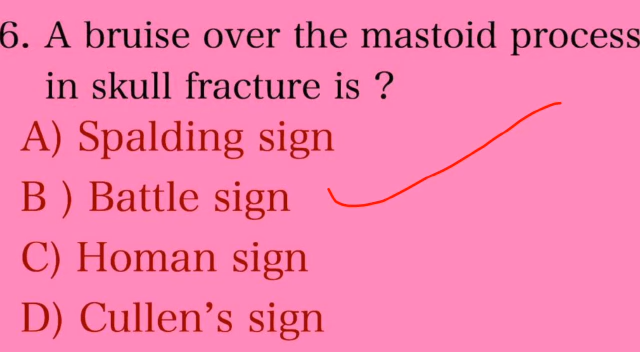 6. A bruise over the mastoid process
in skull fracture is ?
A) Spalding sign
B ) Battle sign
C) Homan sign
D) Cullen’s sign